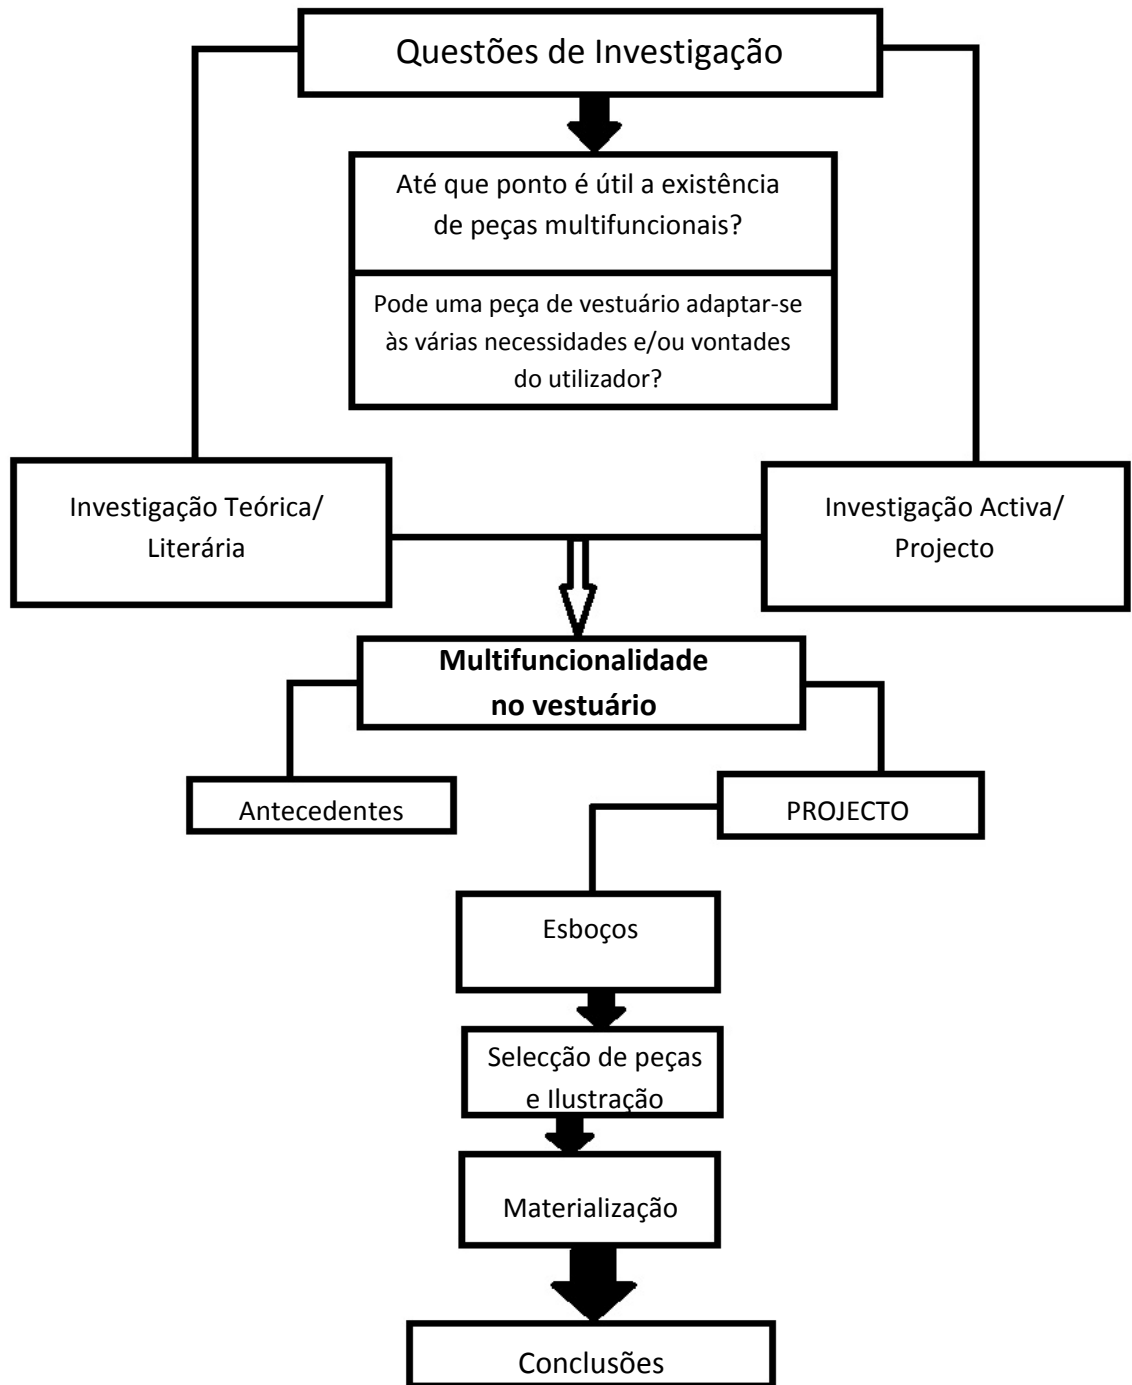 Questões de Investigação
Até que ponto é útil a existência
de peças multifuncionais?
Pode uma peça de vestuário adaptar-se
às várias necessidades e/ou vontades
do utilizador?
Investigação Teórica/
Literária
Investigação Activa/
Projecto
Multifuncionalidade
no vestuário
Antecedentes
PROJECTO
Esboços
Selecção de peças
e Ilustração
Materialização
Conclusões